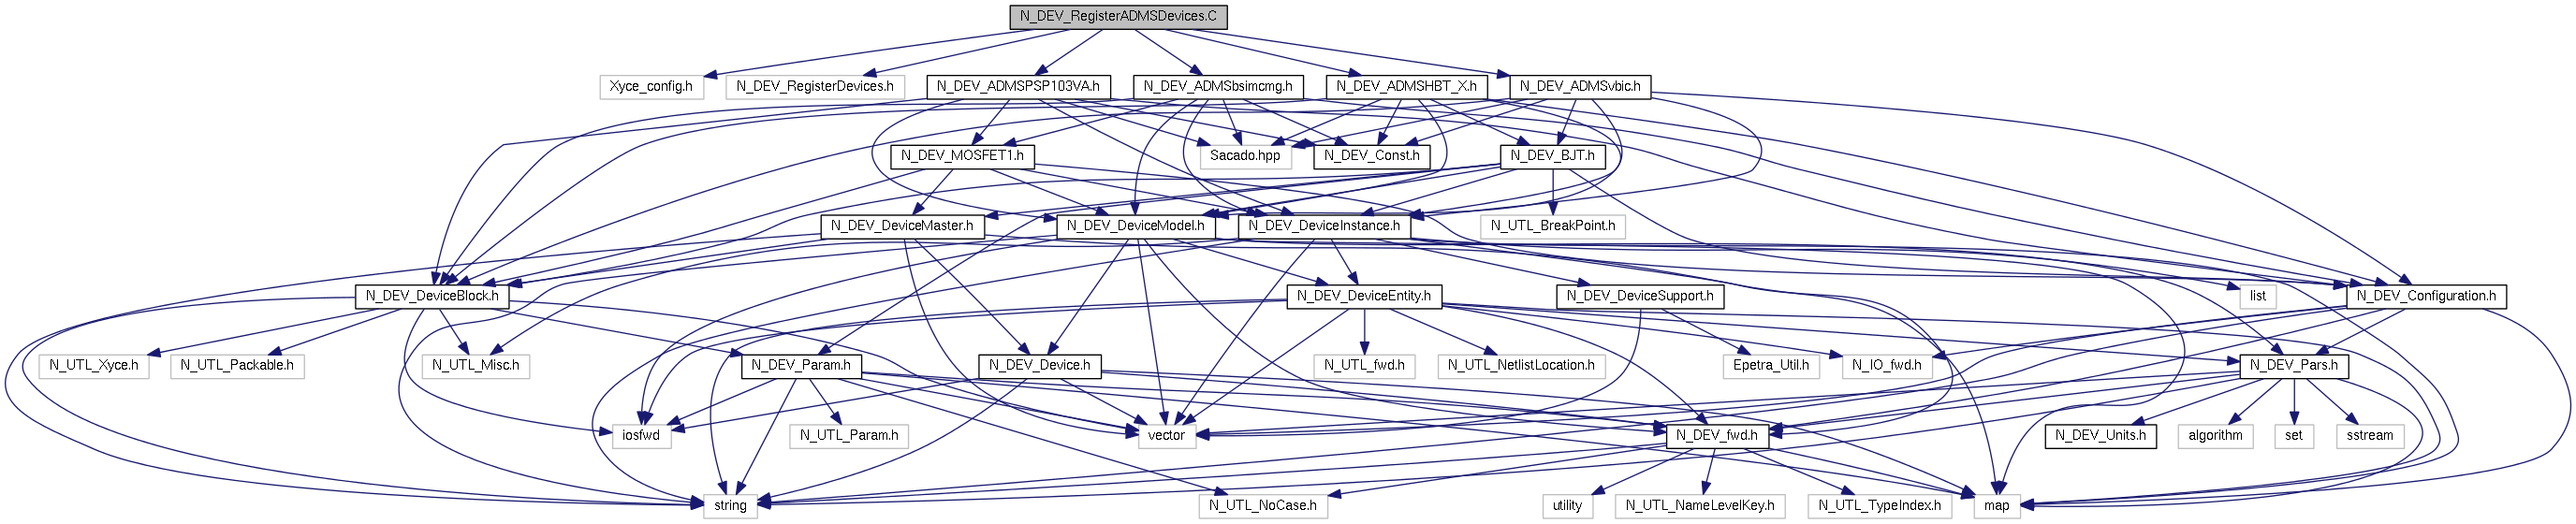 N_DEV_RegisterADMSDevices.C
Xyce_config.h
N_DEV_RegisterDevices.h
N_DEV_ADMSPSP103VA.h
N_DEV_ADMSbsimcmg.h
N_DEV_ADMSHBT_X.h
N_DEV_ADMSvbic.h
N_DEV_MOSFET1.h
Sacado.hpp
N_DEV_Const.h
N_DEV_BJT.h
N_DEV_DeviceMaster.h
N_DEV_DeviceModel.h
N_DEV_DeviceInstance.h
N_UTL_BreakPoint.h
N_DEV_DeviceBlock.h
N_DEV_DeviceEntity.h
N_DEV_DeviceSupport.h
list
N_DEV_Configuration.h
N_UTL_Xyce.h
N_UTL_Packable.h
N_UTL_Misc.h
N_DEV_Param.h
N_DEV_Device.h
N_UTL_fwd.h
N_UTL_NetlistLocation.h
Epetra_Util.h
N_IO_fwd.h
N_DEV_Pars.h
iosfwd
N_UTL_Param.h
vector
N_DEV_fwd.h
N_DEV_Units.h
algorithm
set
sstream
string
N_UTL_NoCase.h
utility
N_UTL_NameLevelKey.h
N_UTL_TypeIndex.h
map